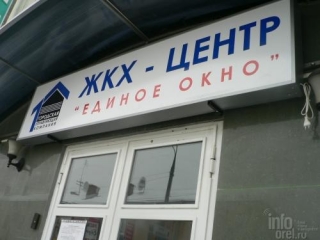 ЖКХ - ЦЕНТР
"ЕДИНОЕ ОКНО"
info
orel.ru